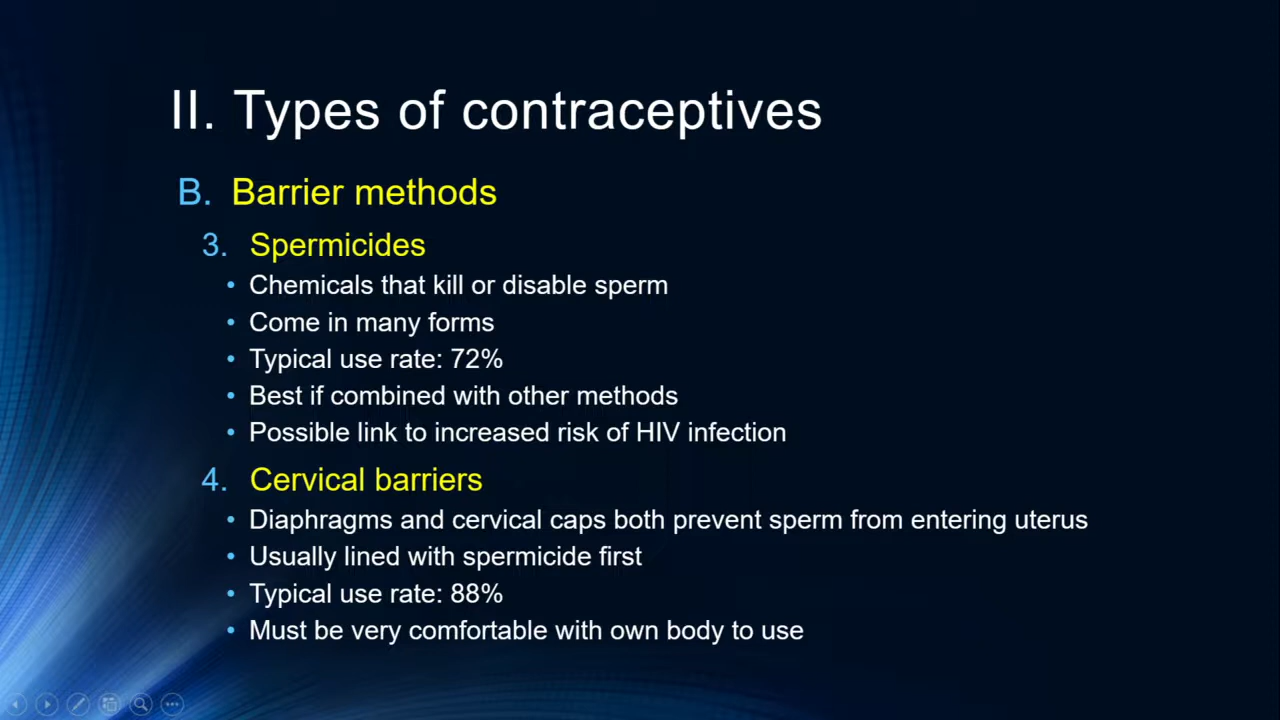 II. Types of contraceptives
B. Barrier methods
3. Spermicides
• Chemicals that kill or disable sperm
• Come in many forms
• Typical use rate: 72%
• Best if combined with other methods
• Possible link to increased risk of HIV infection
4. Cervical barriers
• Diaphragms and cervical caps both prevent sperm from entering uterus
• Usually lined with spermicide first
• Typical use rate: 88%
• Must be very comfortable with own body to use